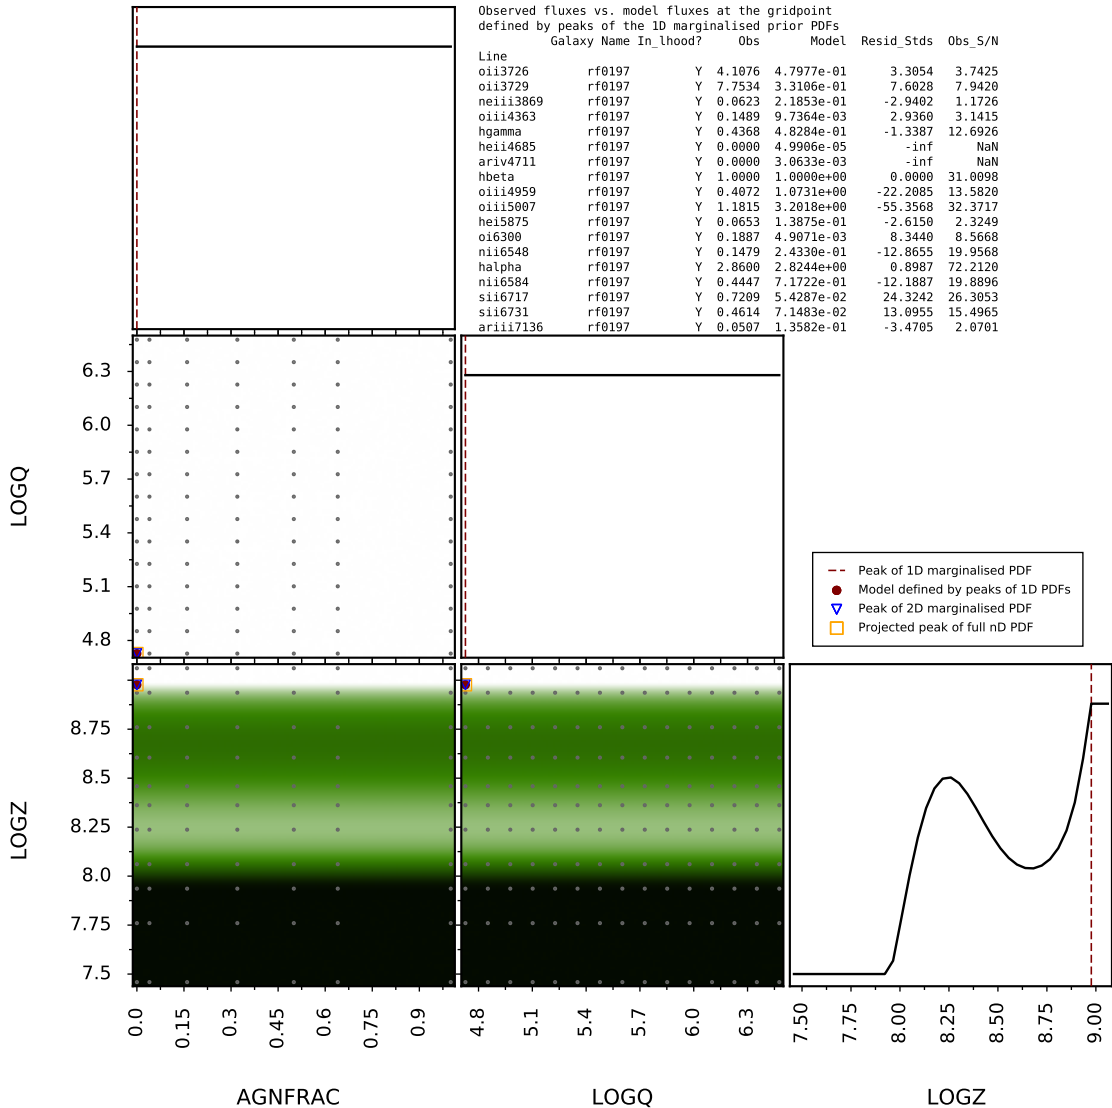 Observed fluxes vs. model fluxes at the gridpoint
defined by peaks of the 1D marginalised prior PDFs
Galaxy Name In_lhood? Obs Model Resid_Stds Obs_S/N
Line
oii3726 rf0197 Y 4.1076 4.7977e-01 3.3054 3.7425
oii3729 rf0197 Y 7.7534 3.3106e-01 7.6028 7.9420
neiii3869 rf0197 Y 0.0623 2.1853e-01 -2.9402 1.1726
oiii4363 rf0197 Y 0.1489 9.7364e-03 2.9360 3.1415
hgamma rf0197 Y 0.4368 4.8284e-01 -1.3387 12.6926
heii4685 rf0197 Y 0.0000 4.9906e-05 -inf NaN
ariv4711 rf0197 Y 0.0000 3.0633e-03 -inf NaN
hbeta rf0197 Y 1.0000 1.0000e+00 0.0000 31.0098
oiii4959 rf0197 Y 0.4072 1.0731e+00 -22.2085 13.5820
oiii5007 rf0197 Y 1.1815 3.2018e+00 -55.3568 32.3717
hei5875 rf0197 Y 0.0653 1.3875e-01 -2.6150 2.3249
oi6300 rf0197 Y 0.1887 4.9071e-03 8.3440 8.5668
nii6548 rf0197 Y 0.1479 2.4330e-01 -12.8655 19.9568
halpha rf0197 Y 2.8600 2.8244e+00 0.8987 72.2120
nii6584 rf0197 Y 0.4447 7.1722e-01 -12.1887 19.8896
sii6717 rf0197 Y 0.7209 5.4287e-02 24.3242 26.3053
sii6731 rf0197 Y 0.4614 7.1483e-02 13.0955 15.4965
ariii7136 rf0197 Y 0.0507 1.3582e-01 -3.4705 2.0701
LOGQ
6.3
6.0
5.7
5.4
5.1
4.8
Peak of 1D marginalised PDF
Model defined by peaks of 1D PDFs
Peak of 2D marginalised PDF
Projected peak of full nD PDF
LOGZ
8.75
8.5
8.25
8.0
7.75
7.5
0.0 0.15 0.3 0.45 0.6 0.75 0.9
4.8 5.1 5.4 5.7 6.0 6.3
7.50 7.75 8.00 8.25 8.50 8.75 9.00
AGNFRAC LOGQ LOGZ